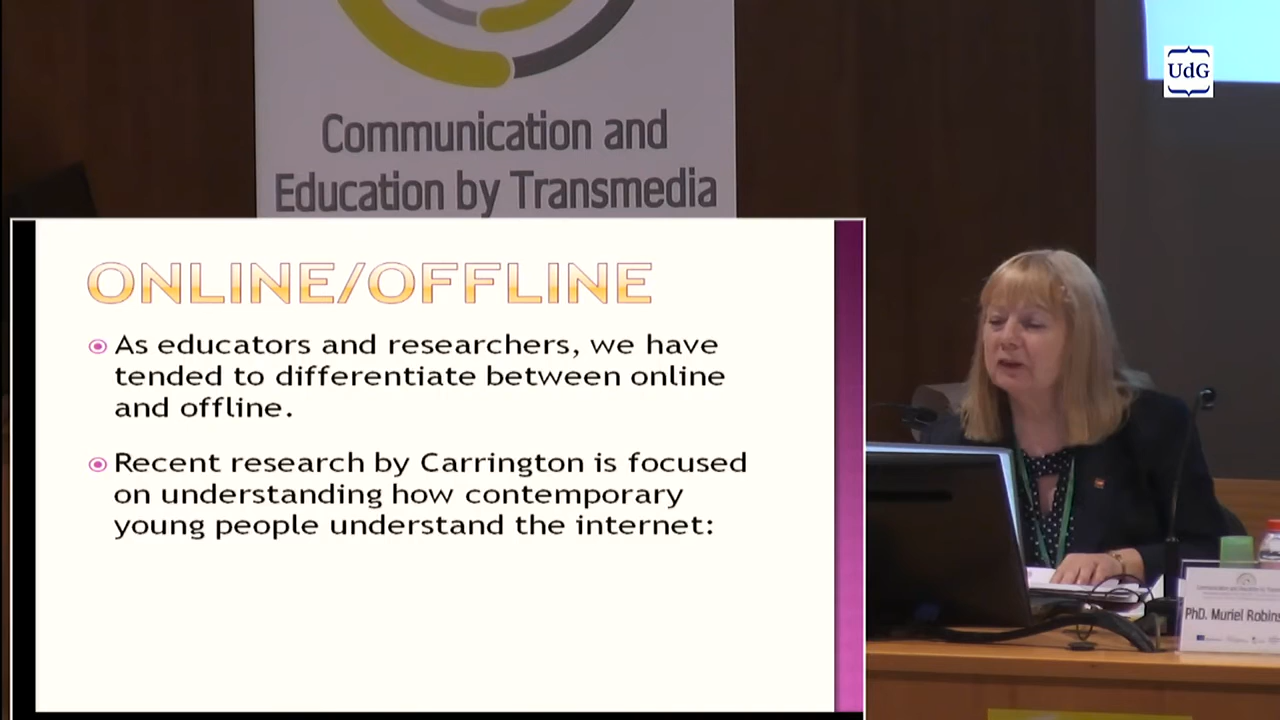 UdG
Communication and
Education by Transmedia
ONLINE/OFFLINE
As educators and researchers, we have
tended to differentiate between online
and offline.
Recent research by Carrington is focused
on understanding how contemporary
young people understand the internet:
PhD. Muriel Robins